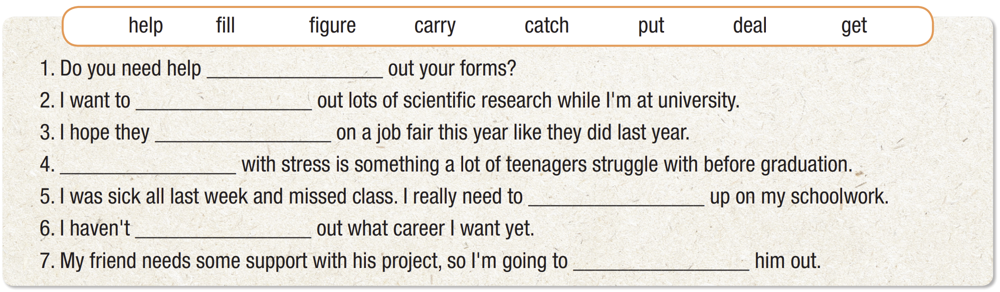 help fill figure carry catch put deal get
1. Do you need help ________________ out your forms?
2. I want to ________________ out lots of scientific research while I'm at university.
3. I hope they ________________ on a job fair this year like they did last year.
4. ________________ with stress is something a lot of teenagers struggle with before graduation.
5. I was sick all last week and missed class. I really need to ________________ up on my schoolwork.
6. I haven't ________________ out what career I want yet.
7. My friend needs some support with his project, so I'm going to ________________ him out.